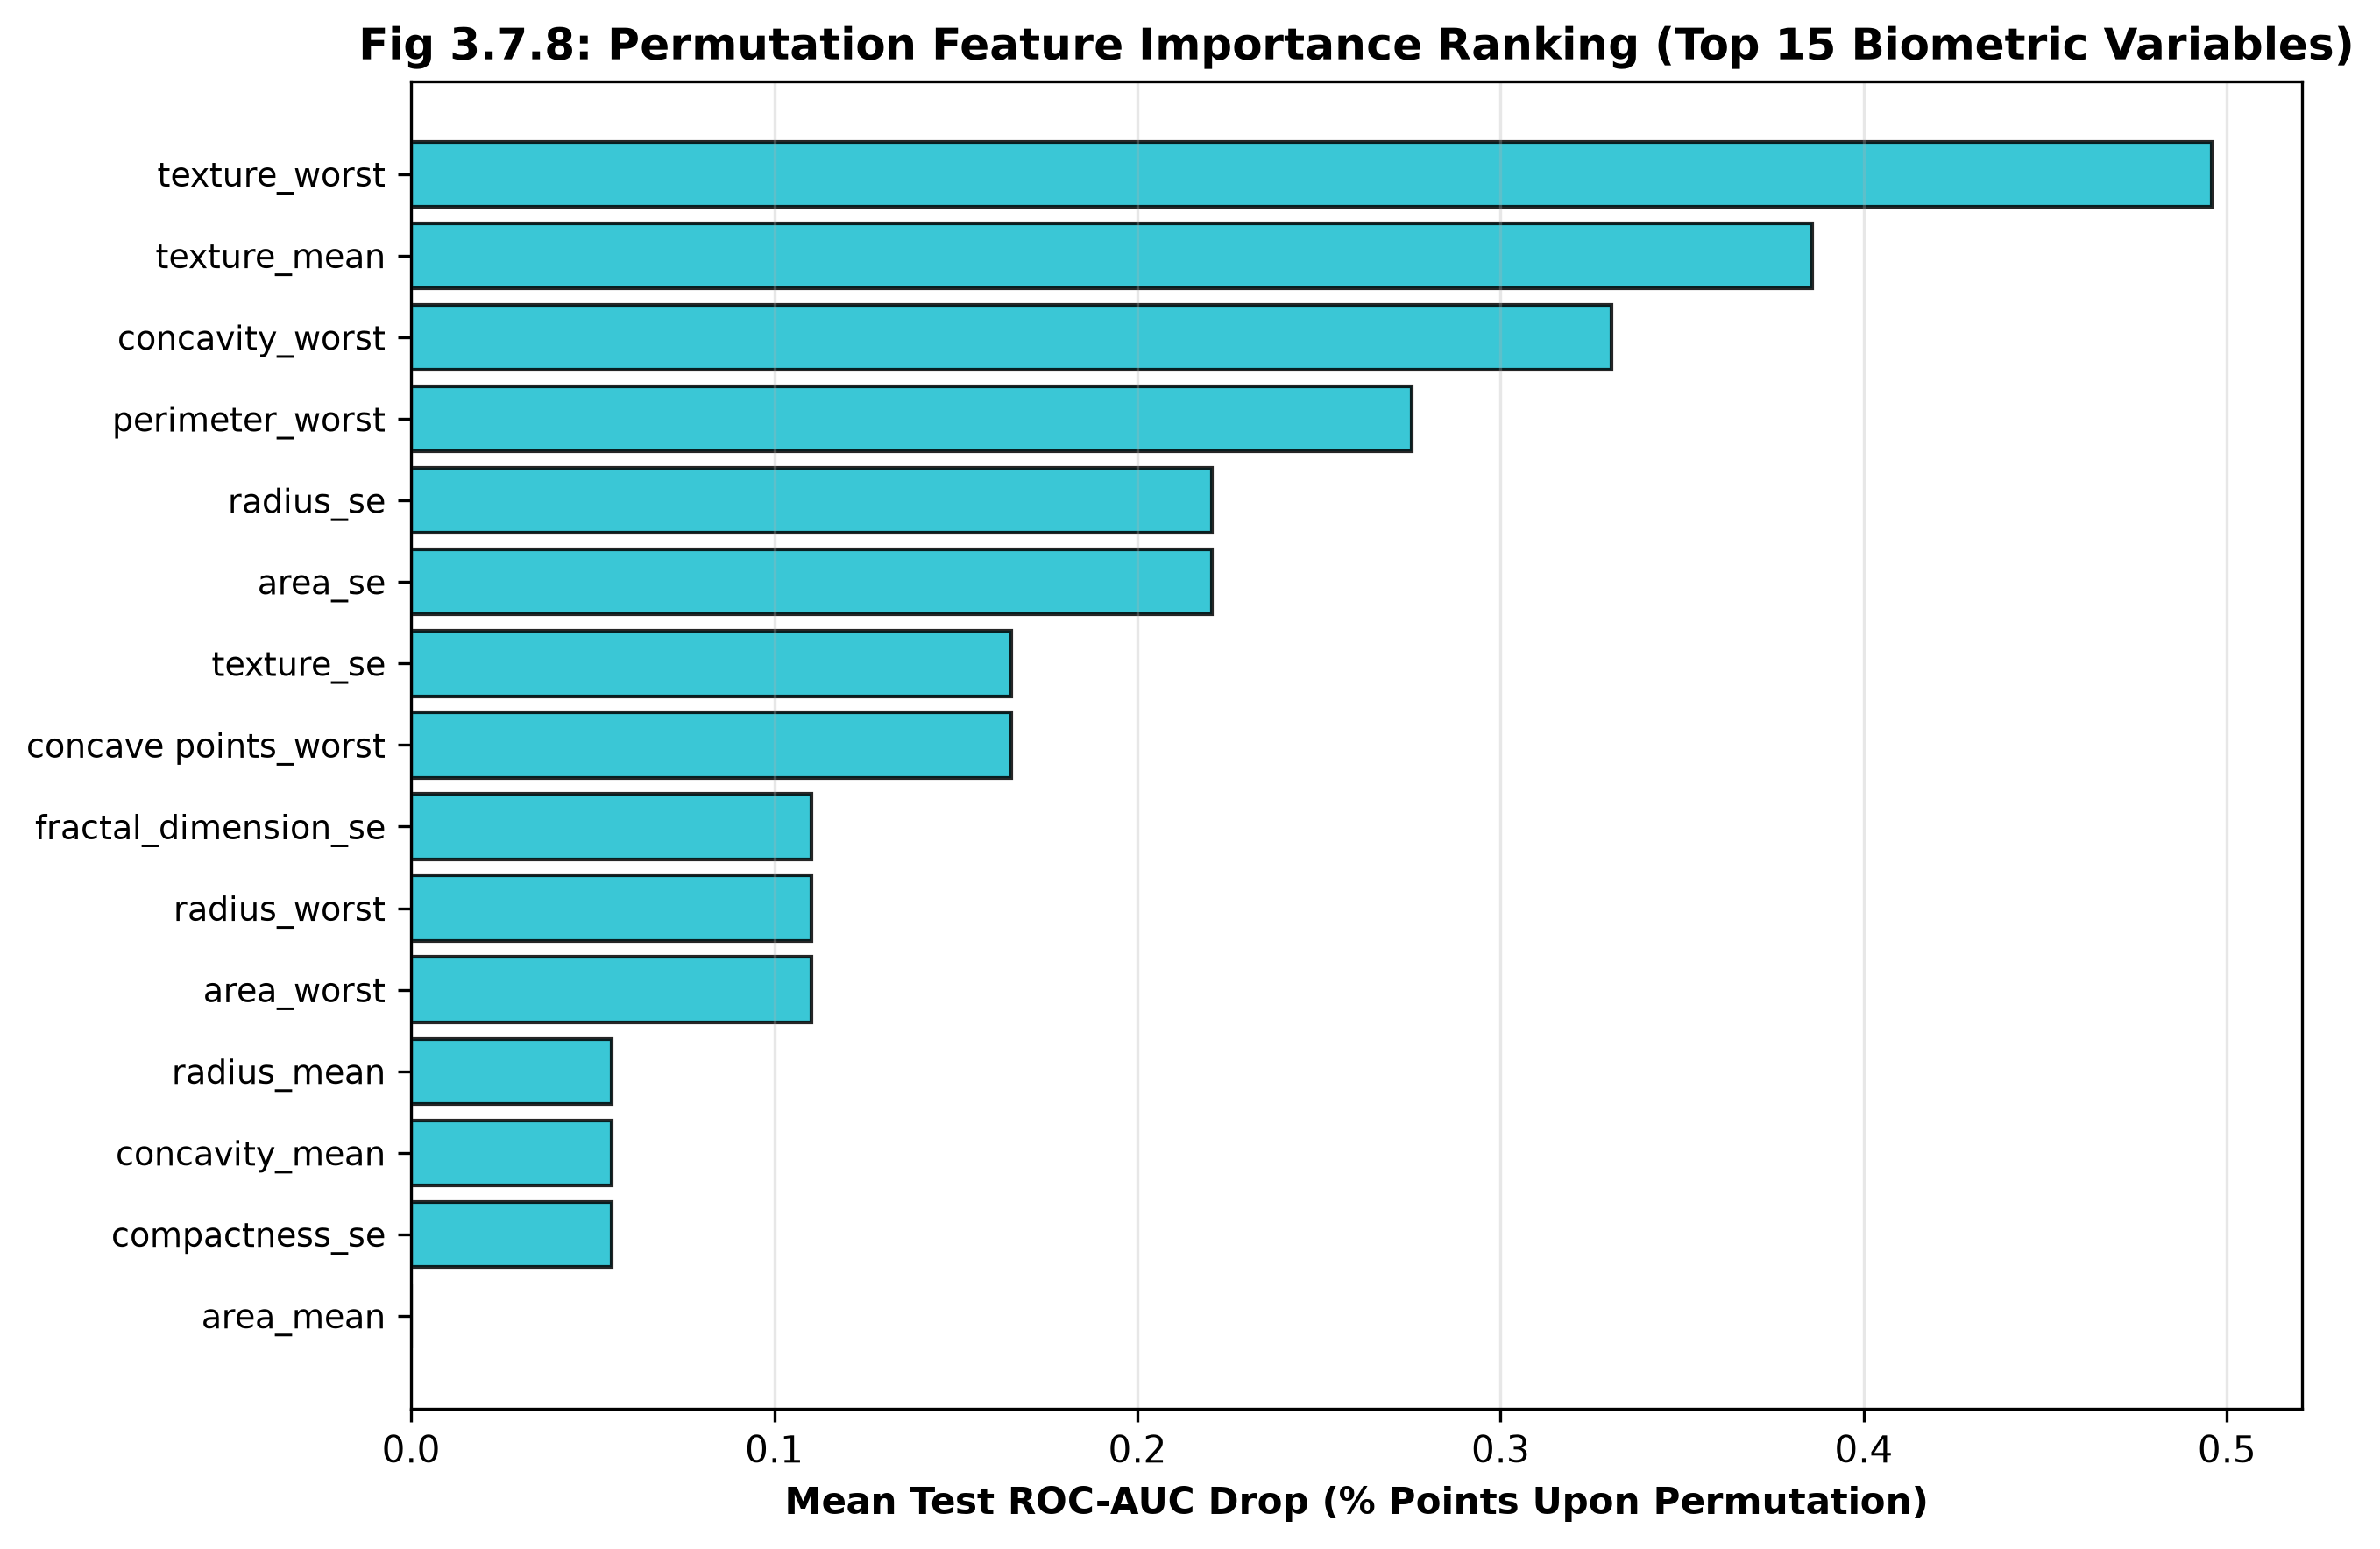 Fig 3.7.8: Permutation Feature Importance Ranking (Top 15 Biometric Variables)
texture_worst
texture_mean
concavity_worst
perimeter_worst
radius_se
area_se
texture_se
concave points_worst
fractal_dimension_se
radius_worst
area_worst
radius_mean
concavity_mean
compactness_se
area_mean
0.0 0.1 0.2 0.3 0.4 0.5
Mean Test ROC-AUC Drop (% Points Upon Permutation)